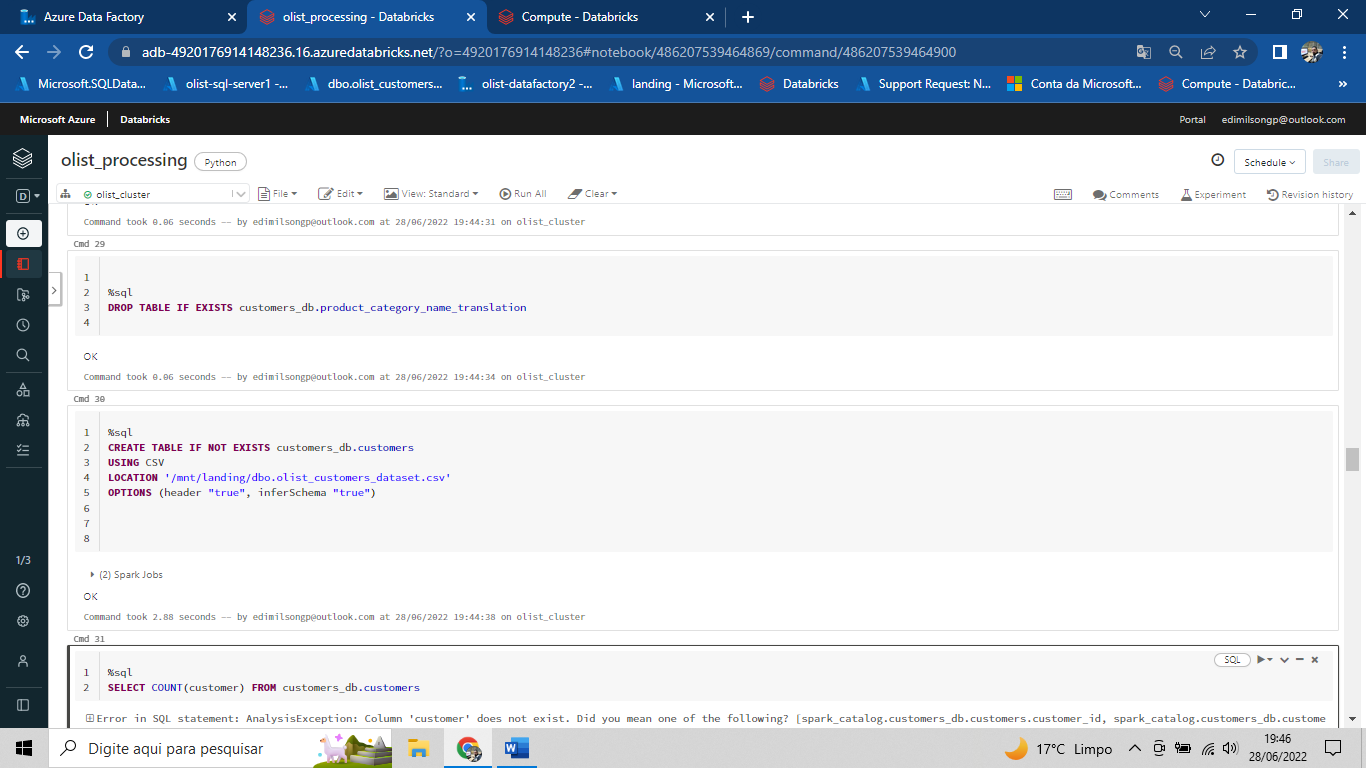 Azure Data Factory
olist_processing - Databricks
Compute - Databricks
adb-4920176914148236.16.azuredatabricks.net/?o=4920176914148236#notebook/486207539464869/command/486207539464900
Microsoft.SQLData...
olist-sql-server1 -...
dbo.olist_customers...
olist-datafactory2 -...
landing - Microsoft...
Databricks
Support Request: N...
Conta da Microsoft...
Compute - Databric...
»
Microsoft Azure
Databricks
Portal
edimilsongp@outlook.com
olist_processing
Python
Schedule
Share
D
olist_cluster
File
Edit
View: Standard
Run All
Clear
Comments
Experiment
Revision history
Command took 0.06 seconds -- by edimilsongp@outlook.com at 28/06/2022 19:44:31 on olist_cluster
Cmd 29
1
2 %sql
3 DROP TABLE IF EXISTS customers_db.product_category_name_translation
4
OK
Command took 0.06 seconds -- by edimilsongp@outlook.com at 28/06/2022 19:44:34 on olist_cluster
Cmd 30
1 %sql
2 CREATE TABLE IF NOT EXISTS customers_db.customers
3 USING CSV
4 LOCATION '/mnt/landing/dbo.olist_customers_dataset.csv'
5 OPTIONS (header "true", inferSchema "true")
6
7
8
1/3
(2) Spark Jobs
OK
Command took 2.88 seconds -- by edimilsongp@outlook.com at 28/06/2022 19:44:38 on olist_cluster
Cmd 31
SQL
1 %sql
2 SELECT COUNT(customer) FROM customers_db.customers
Error in SQL statement: AnalysisException: Column 'customer' does not exist. Did you mean one of the following? [spark_catalog.customers_db.customers.customer_id, spark_catalog.customers_db.custome
Digite aqui para pesquisar
17°C Limpo
19:46
28/06/2022